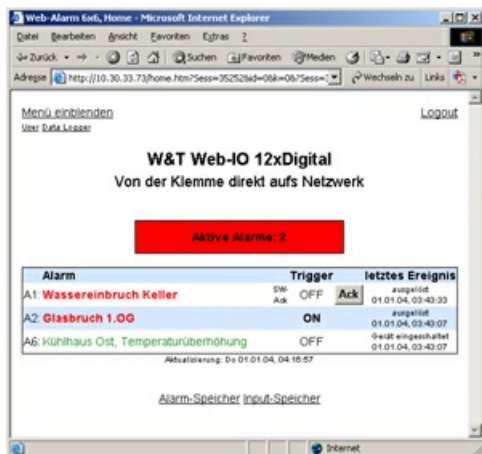 Web-Alarm 6x6, Home - Microsoft Internet Explorer
Datei Bearbeiten Ansicht Favoriten Extras ?
Zurück Suchen Favoriten Medien
Adresse http://10.30.33.73/home.htm?Sess= Wechseln zu Links
Menü einblenden Logout
User Data Logger
W&T Web-IO 12xDigital
Von der Klemme direkt aufs Netzwerk
Aktive Alarme: 2
Alarm Trigger letztes Ereignis
A1: Wassereinbruch Keller SW-Ack OFF Ack ausgelöst 01.01.04, 03:43:33
A2: Glasbruch 1.OG ON ausgelöst 01.01.04, 03:43:07
A6: Kühlhaus Ost, Temperaturüberhöhung OFF Gerät eingeschaltet 01.01.04, 03:43:07
Aktualisierung: Do 01.01.04, 04:16:57
Alarm-Speicher Input-Speicher
Internet